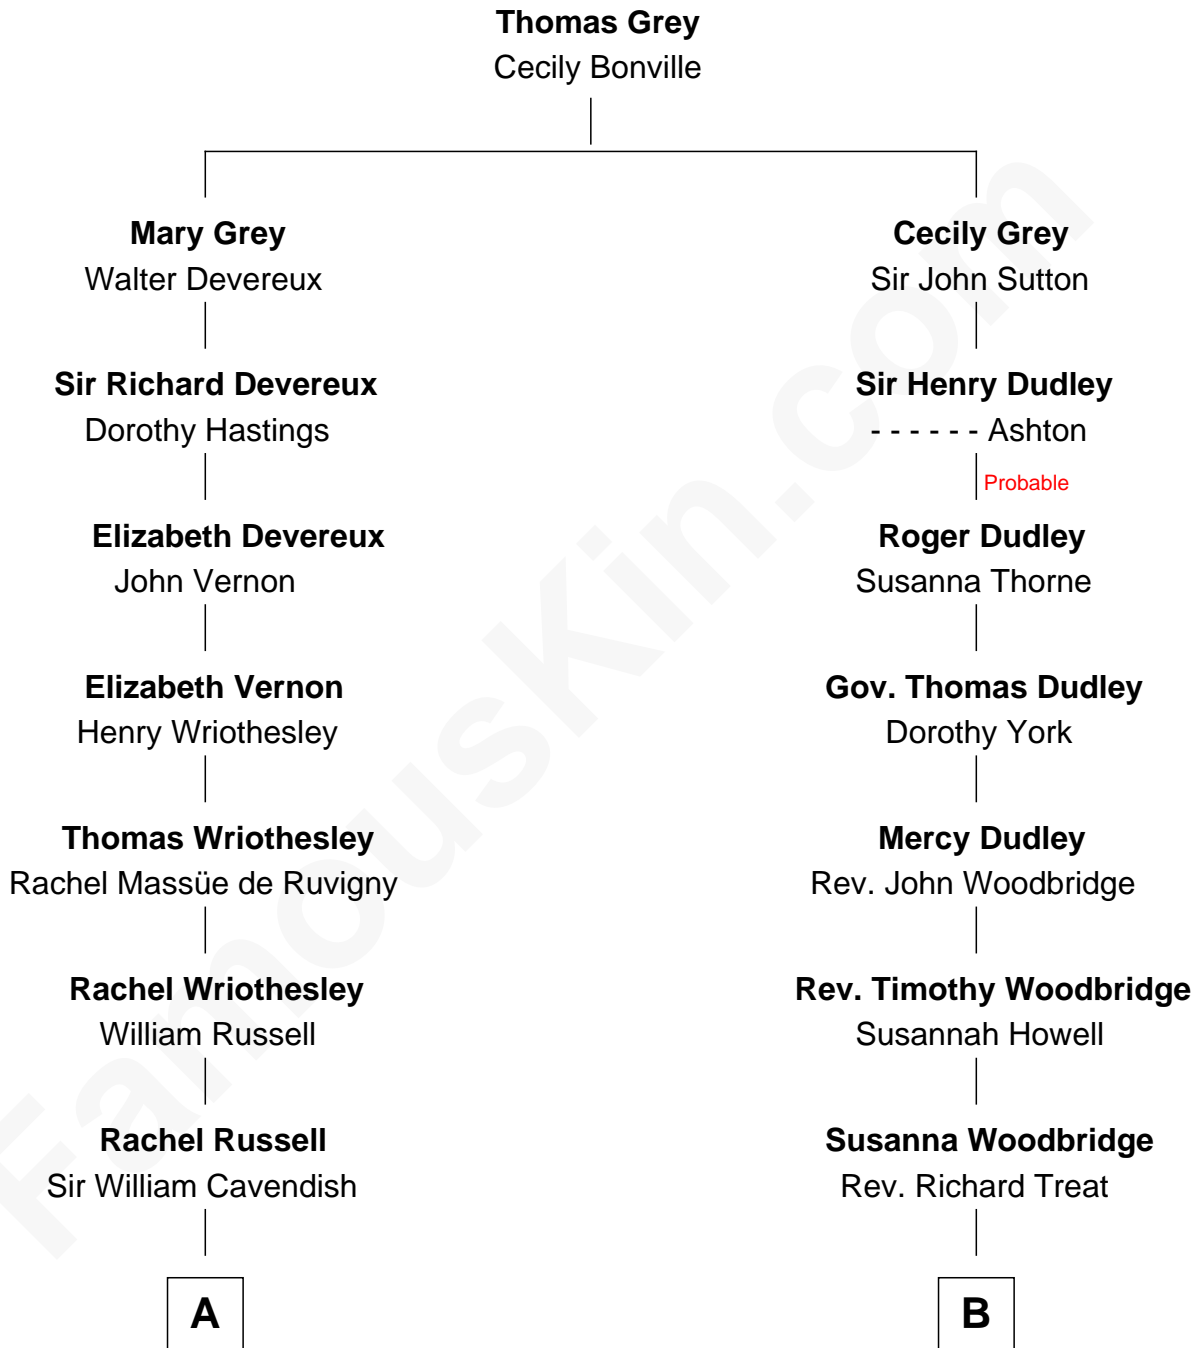 Thomas Grey
Cecily Bonville
Mary Grey
Walter Devereux
Cecily Grey
Sir John Sutton
Sir Richard Devereux
Dorothy Hastings
Sir Henry Dudley
- - - - - - Ashton
Probable
Elizabeth Devereux
John Vernon
Roger Dudley
Susanna Thorne
Elizabeth Vernon
Henry Wriothesley
Gov. Thomas Dudley
Dorothy York
Thomas Wriothesley
Rachel Massüe de Ruvigny
Mercy Dudley
Rev. John Woodbridge
Rachel Wriothesley
William Russell
Rev. Timothy Woodbridge
Susannah Howell
Rachel Russell
Sir William Cavendish
Susanna Woodbridge
Rev. Richard Treat
A
B
FamousKin.com